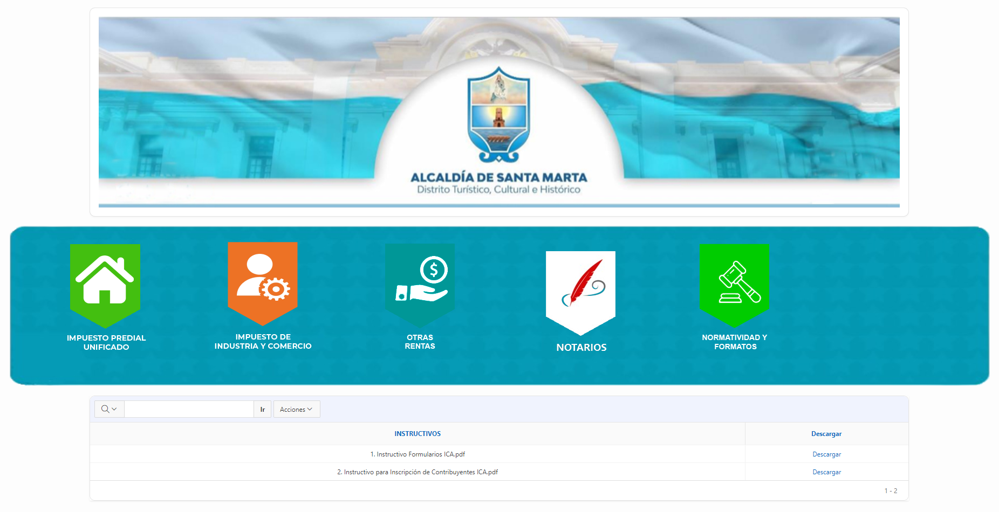 ALCALDÍA DE SANTA MARTA
Distrito Turístico, Cultural e Histórico
IMPUESTO PREDIAL
UNIFICADO
IMPUESTO DE
INDUSTRIA Y COMERCIO
OTRAS
RENTAS
NOTARIOS
NORMATIVIDAD Y
FORMATOS
Ir
Acciones
INSTRUCTIVOS Descargar
1. Instructivo Formularios ICA.pdf Descargar
2. Instructivo para Inscripción de Contribuyentes ICA.pdf Descargar
1 - 2